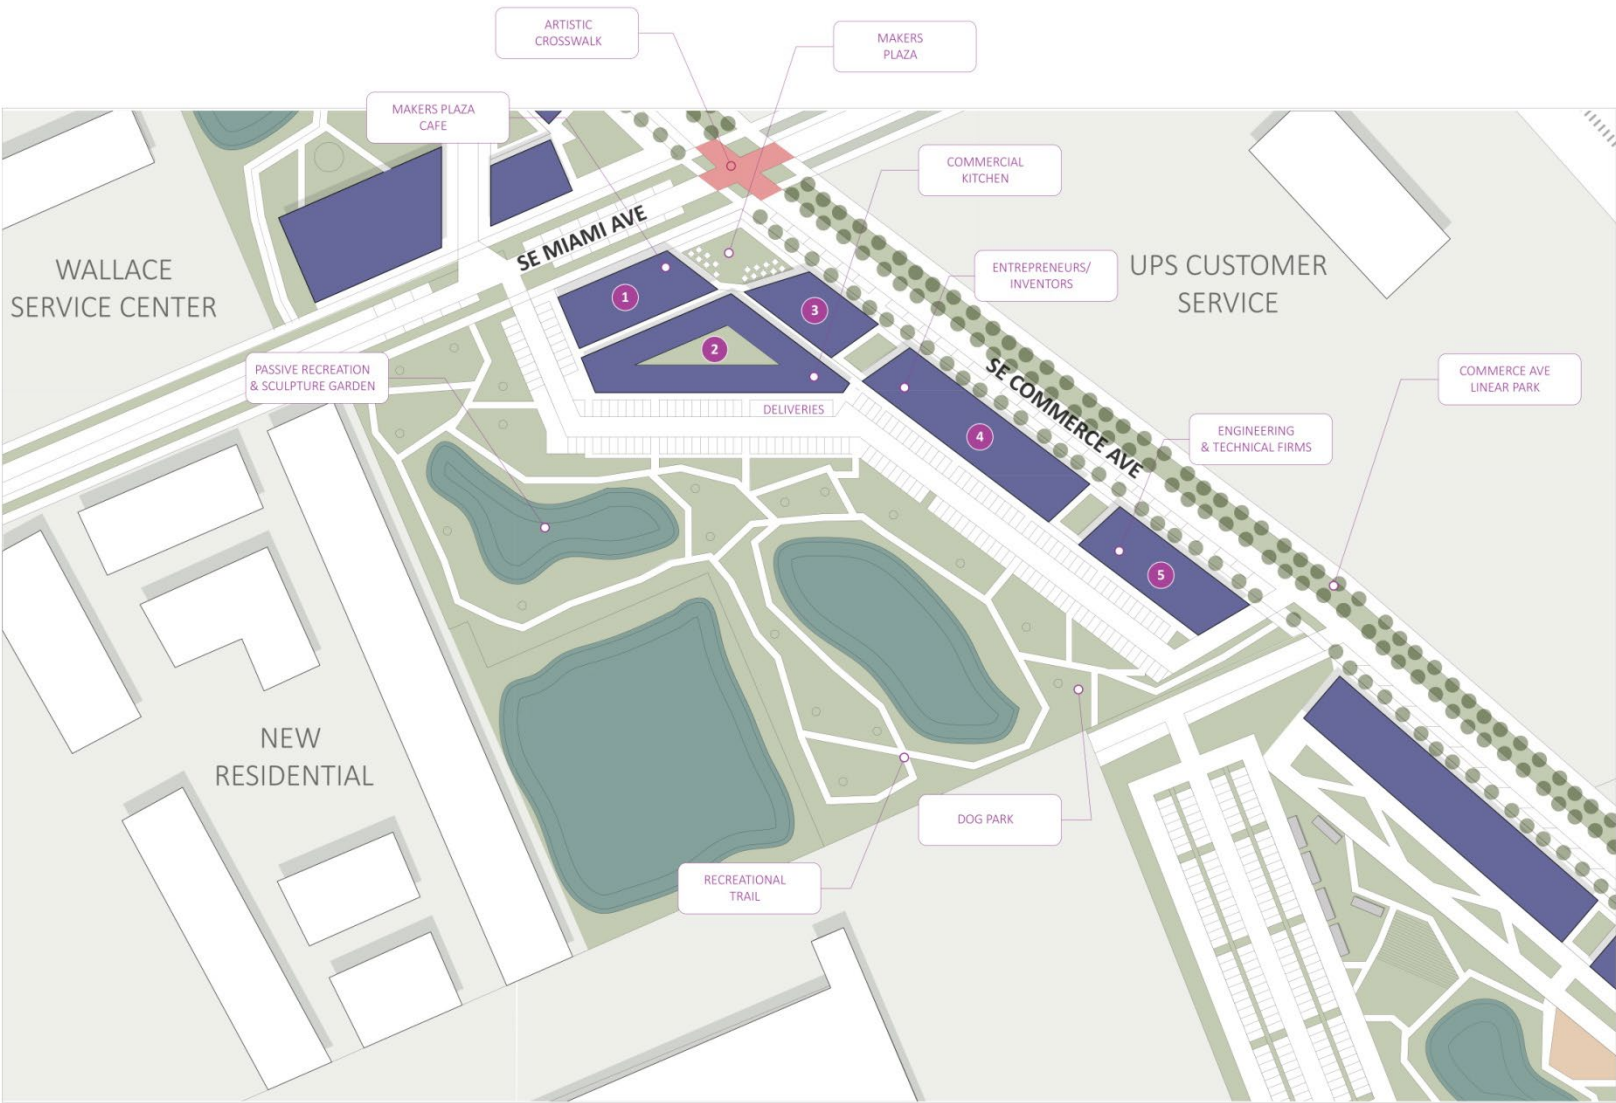 ARTISTIC
CROSSWALK
MAKERS
PLAZA
MAKERS PLAZA
CAFE
COMMERCIAL
KITCHEN
SE MIAMI AVE
WALLACE
SERVICE CENTER
ENTREPRENEURS/
INVENTORS
UPS CUSTOMER
SERVICE
1
3
2
PASSIVE RECREATION
& SCULPTURE GARDEN
SE COMMERCE AVE
COMMERCE AVE
LINEAR PARK
DELIVERIES
4
ENGINEERING
& TECHNICAL FIRMS
5
NEW
RESIDENTIAL
DOG PARK
RECREATIONAL
TRAIL